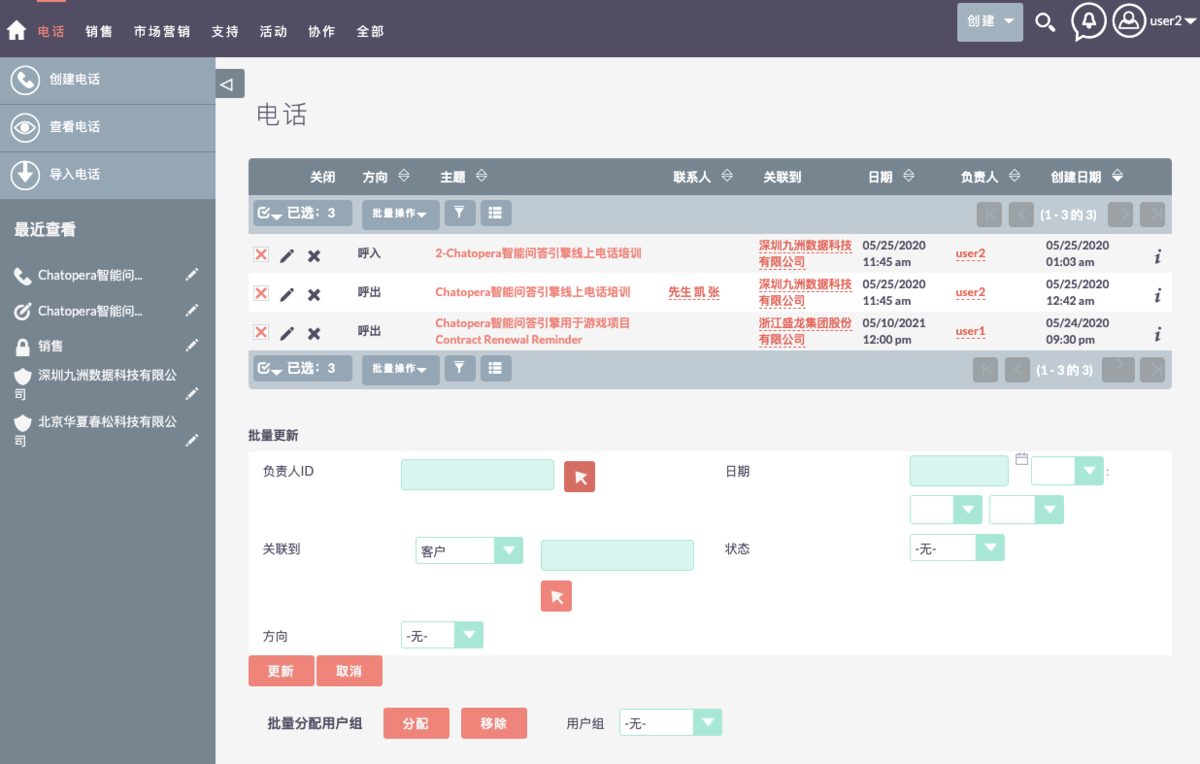 电话 销售 市场营销 支持 活动 协作 全部 创建 user2
创建电话
查看电话
导入电话
最近查看
Chatopera智能问...
Chatopera智能问...
销售
深圳九洲数据科技有限公
司
北京华夏春松科技有限公
司
电话
关闭 方向 主题 联系人 关联到 日期 负责人 创建日期
已选：3 批量操作 (1 - 3 的 3)
呼入 2-Chatopera智能问答引擎线上电话培训 深圳九洲数据科技 05/25/2020 user2 05/25/2020
有限公司 11:45 am 01:03 am
呼出 Chatopera智能问答引擎线上电话培训 先生 凯 张 深圳九洲数据科技 05/25/2020 user2 05/25/2020
有限公司 11:45 am 12:42 am
呼出 Chatopera智能问答引擎用于游戏项目 浙江盛龙集团股份 05/10/2021 user1 05/24/2020
Contract Renewal Reminder 有限公司 12:00 pm 09:30 pm
已选：3 批量操作 (1 - 3 的 3)
批量更新
负责人ID 日期 :
关联到 客户 状态 -无-
方向 -无-
更新 取消
批量分配用户组 分配 移除 用户组 -无-